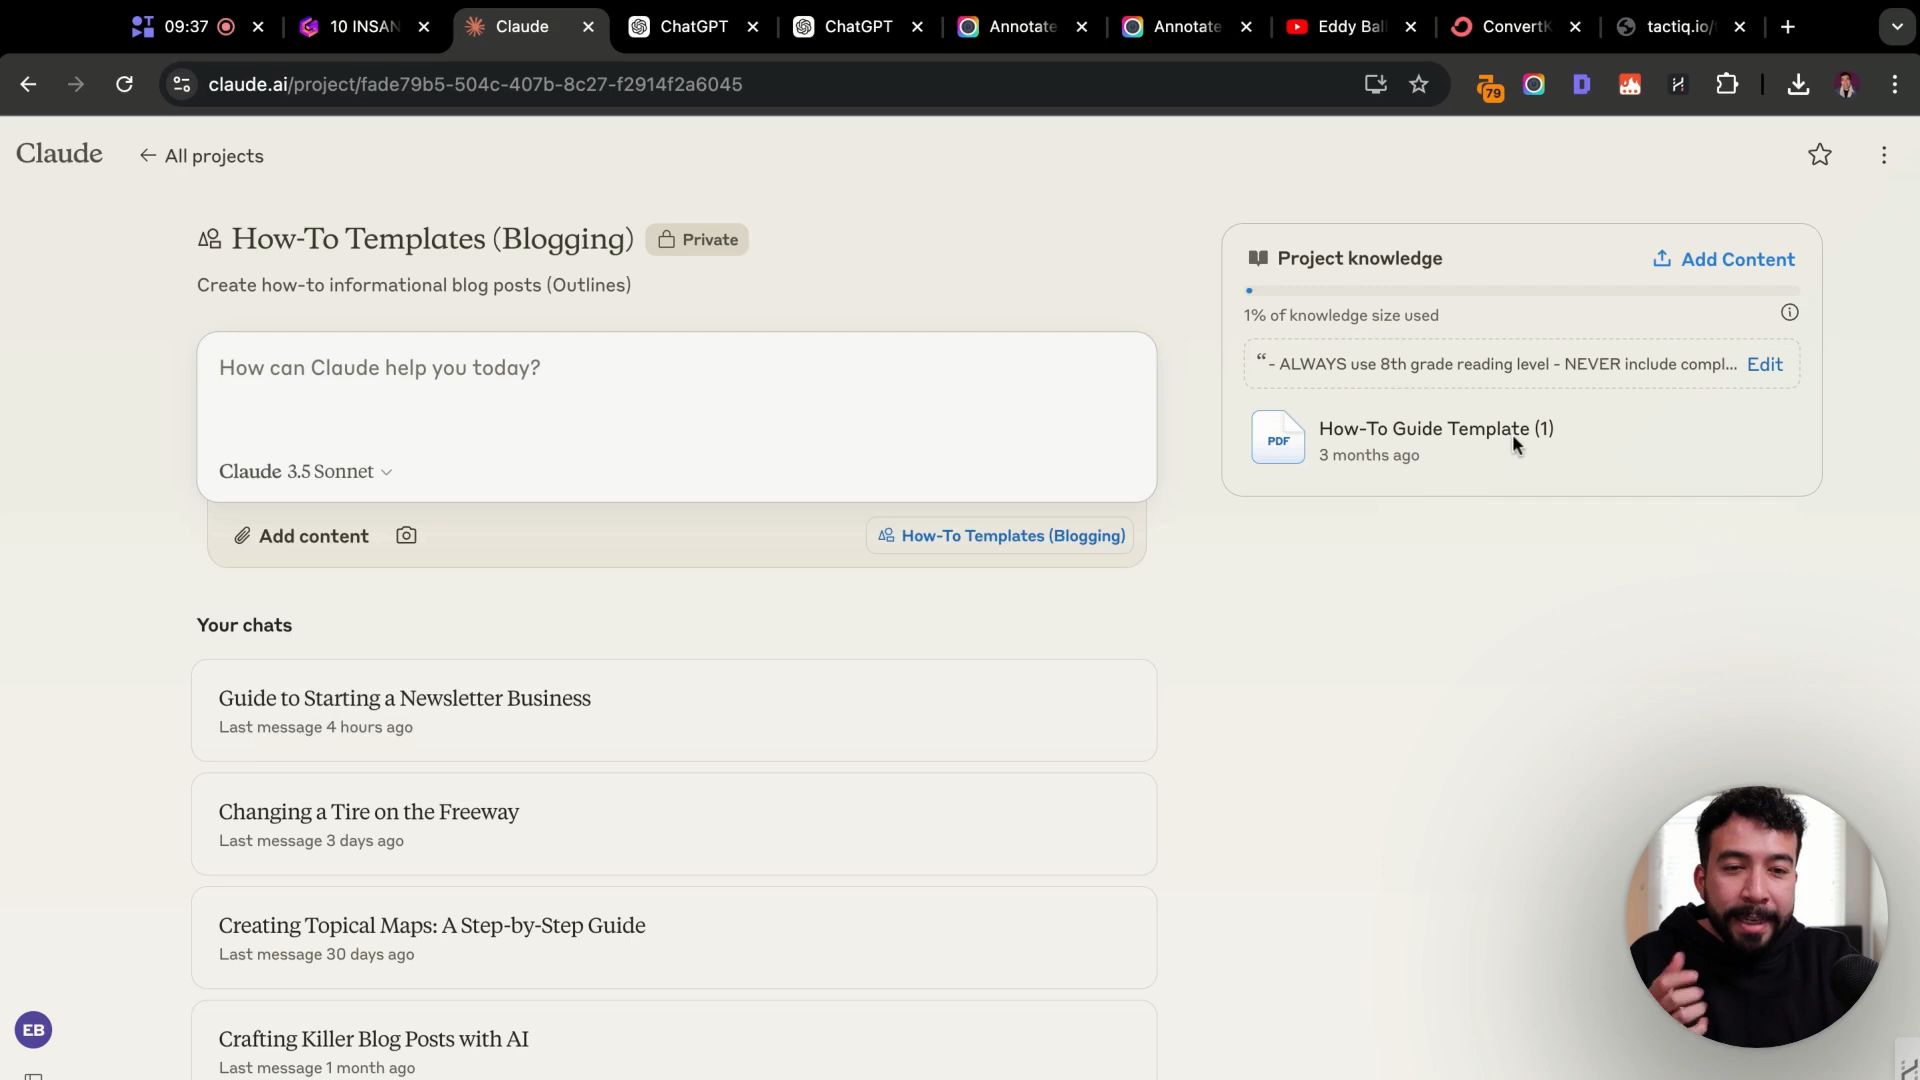 09:37
10 INSAN
Claude
ChatGPT
ChatGPT
Annotate
Annotate
Eddy Ball
ConvertK
tactiq.io/
claude.ai/project/fade79b5-504c-407b-8c27-f2914f2a6045
79
Claude
All projects
How-To Templates (Blogging)
Private
Create how-to informational blog posts (Outlines)
How can Claude help you today?
Claude 3.5 Sonnet
Add content
How-To Templates (Blogging)
Project knowledge
Add Content
1% of knowledge size used
“ - ALWAYS use 8th grade reading level - NEVER include compl...
Edit
PDF
How-To Guide Template (1)
3 months ago
Your chats
Guide to Starting a Newsletter Business
Last message 4 hours ago
Changing a Tire on the Freeway
Last message 3 days ago
Creating Topical Maps: A Step-by-Step Guide
Last message 30 days ago
Crafting Killer Blog Posts with AI
Last message 1 month ago
EB